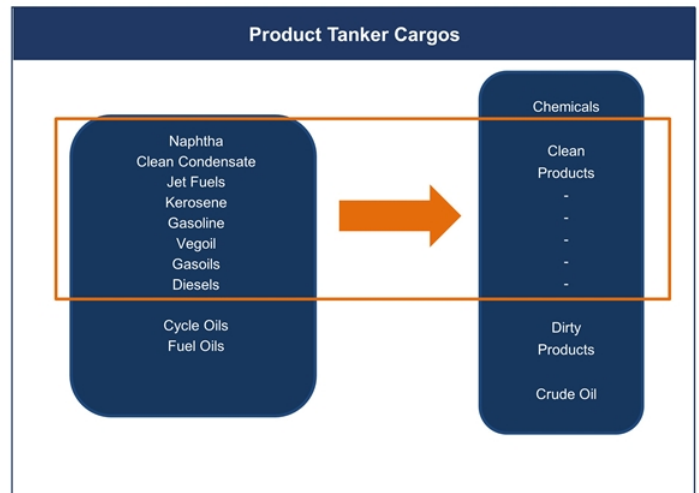 Product Tanker Cargos
Naphtha
Clean Condensate
Jet Fuels
Kerosene
Gasoline
Vegoil
Gasoils
Diesels
Cycle Oils
Fuel Oils
Chemicals
Clean
Products
-
-
-
-
-
Dirty
Products
Crude Oil